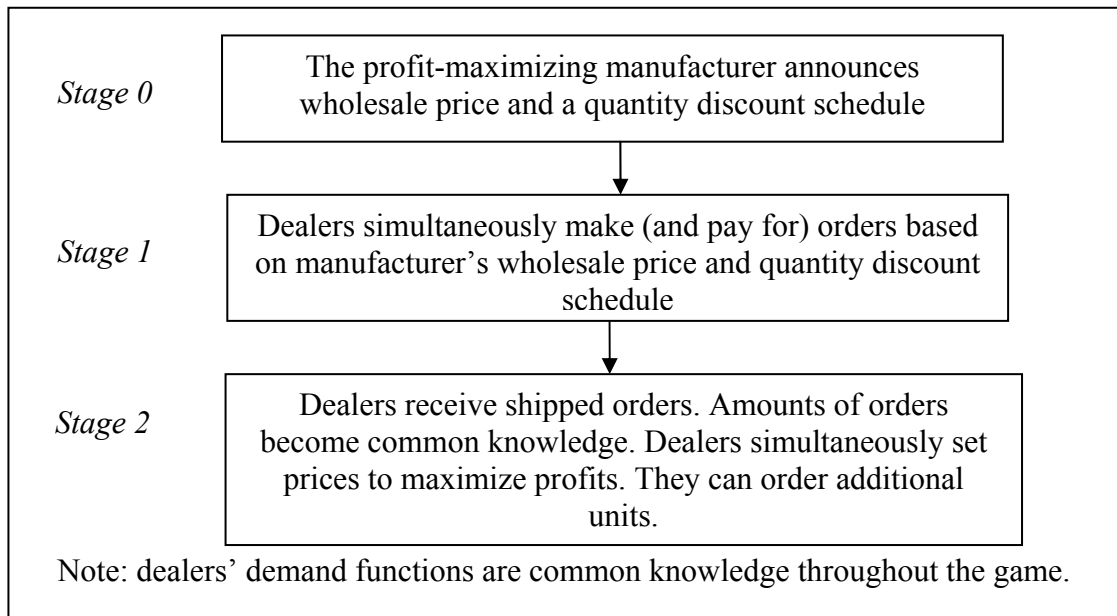 Stage 0
The profit-maximizing manufacturer announces
wholesale price and a quantity discount schedule
Stage 1
Dealers simultaneously make (and pay for) orders based
on manufacturer's wholesale price and quantity discount
schedule
Stage 2
Dealers receive shipped orders. Amounts of orders
become common knowledge. Dealers simultaneously set
prices to maximize profits. They can order additional
units.
Note: dealers' demand functions are common knowledge throughout the game.